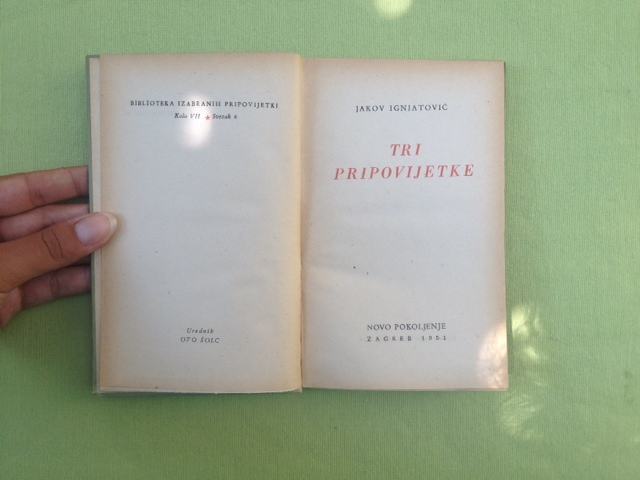 BIBLIOTEKA IZABRANIH PRIPOVIJETKI
Kolo VII ★ Svezak 6
Urednik
OTO ŠOLC
JAKOV IGNJATOVIĆ
TRI
PRIPOVIJETKE
NOVO POKOLJENJE
ZAGREB 1951